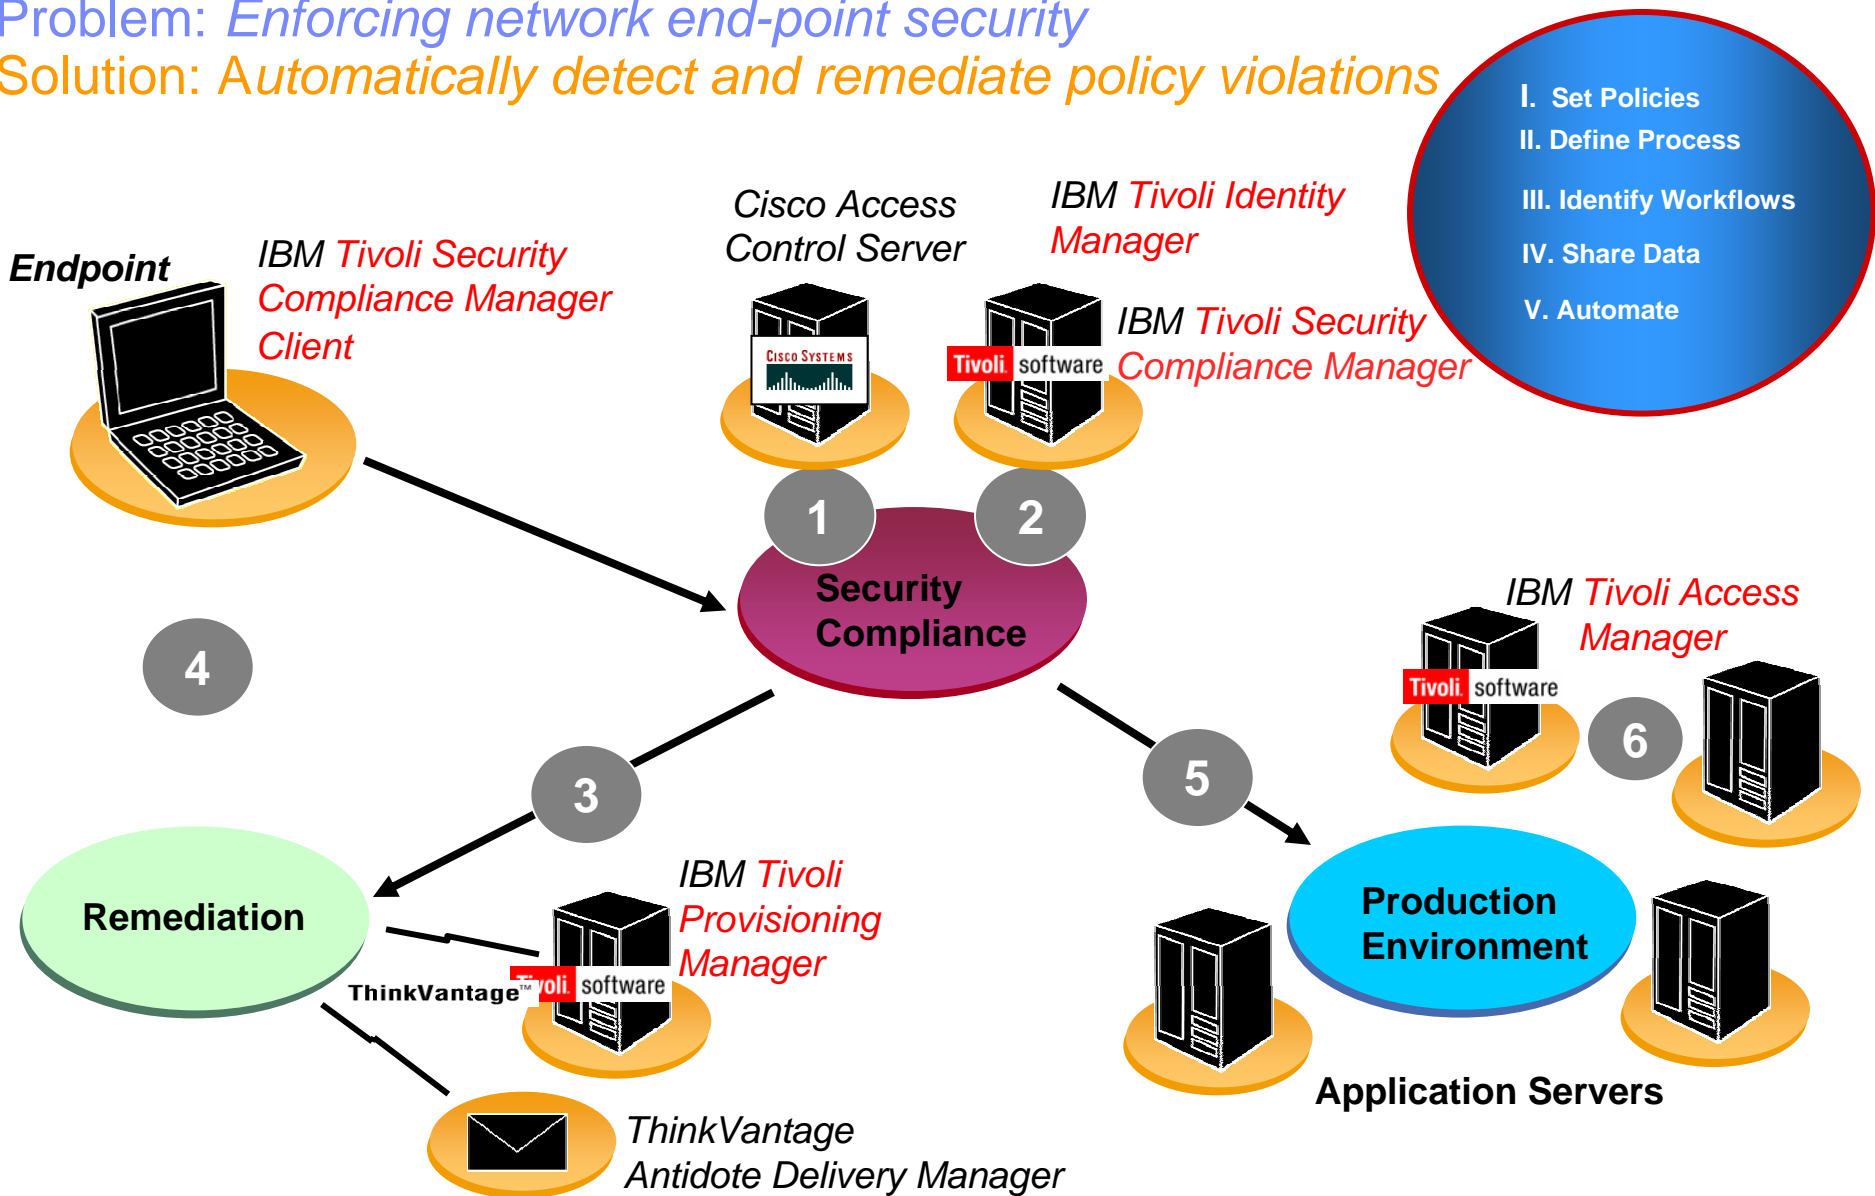 Problem: Enforcing network end-point security
Solution: Automatically detect and remediate policy violations
I. Set Policies
II. Define Process
III. Identify Workflows
IV. Share Data
V. Automate
Endpoint
IBM Tivoli Security
Compliance Manager
Client
Cisco Access
Control Server
IBM Tivoli Identity
Manager
CISCO SYSTEMS
Tivoli. software
IBM Tivoli Security
Compliance Manager
1
2
Security
Compliance
4
3
5
IBM Tivoli Access
Manager
Tivoli. software
6
Remediation
IBM Tivoli
Provisioning
Manager
ThinkVantage™
voli. software
Production
Environment
Application Servers
ThinkVantage
Antidote Delivery Manager